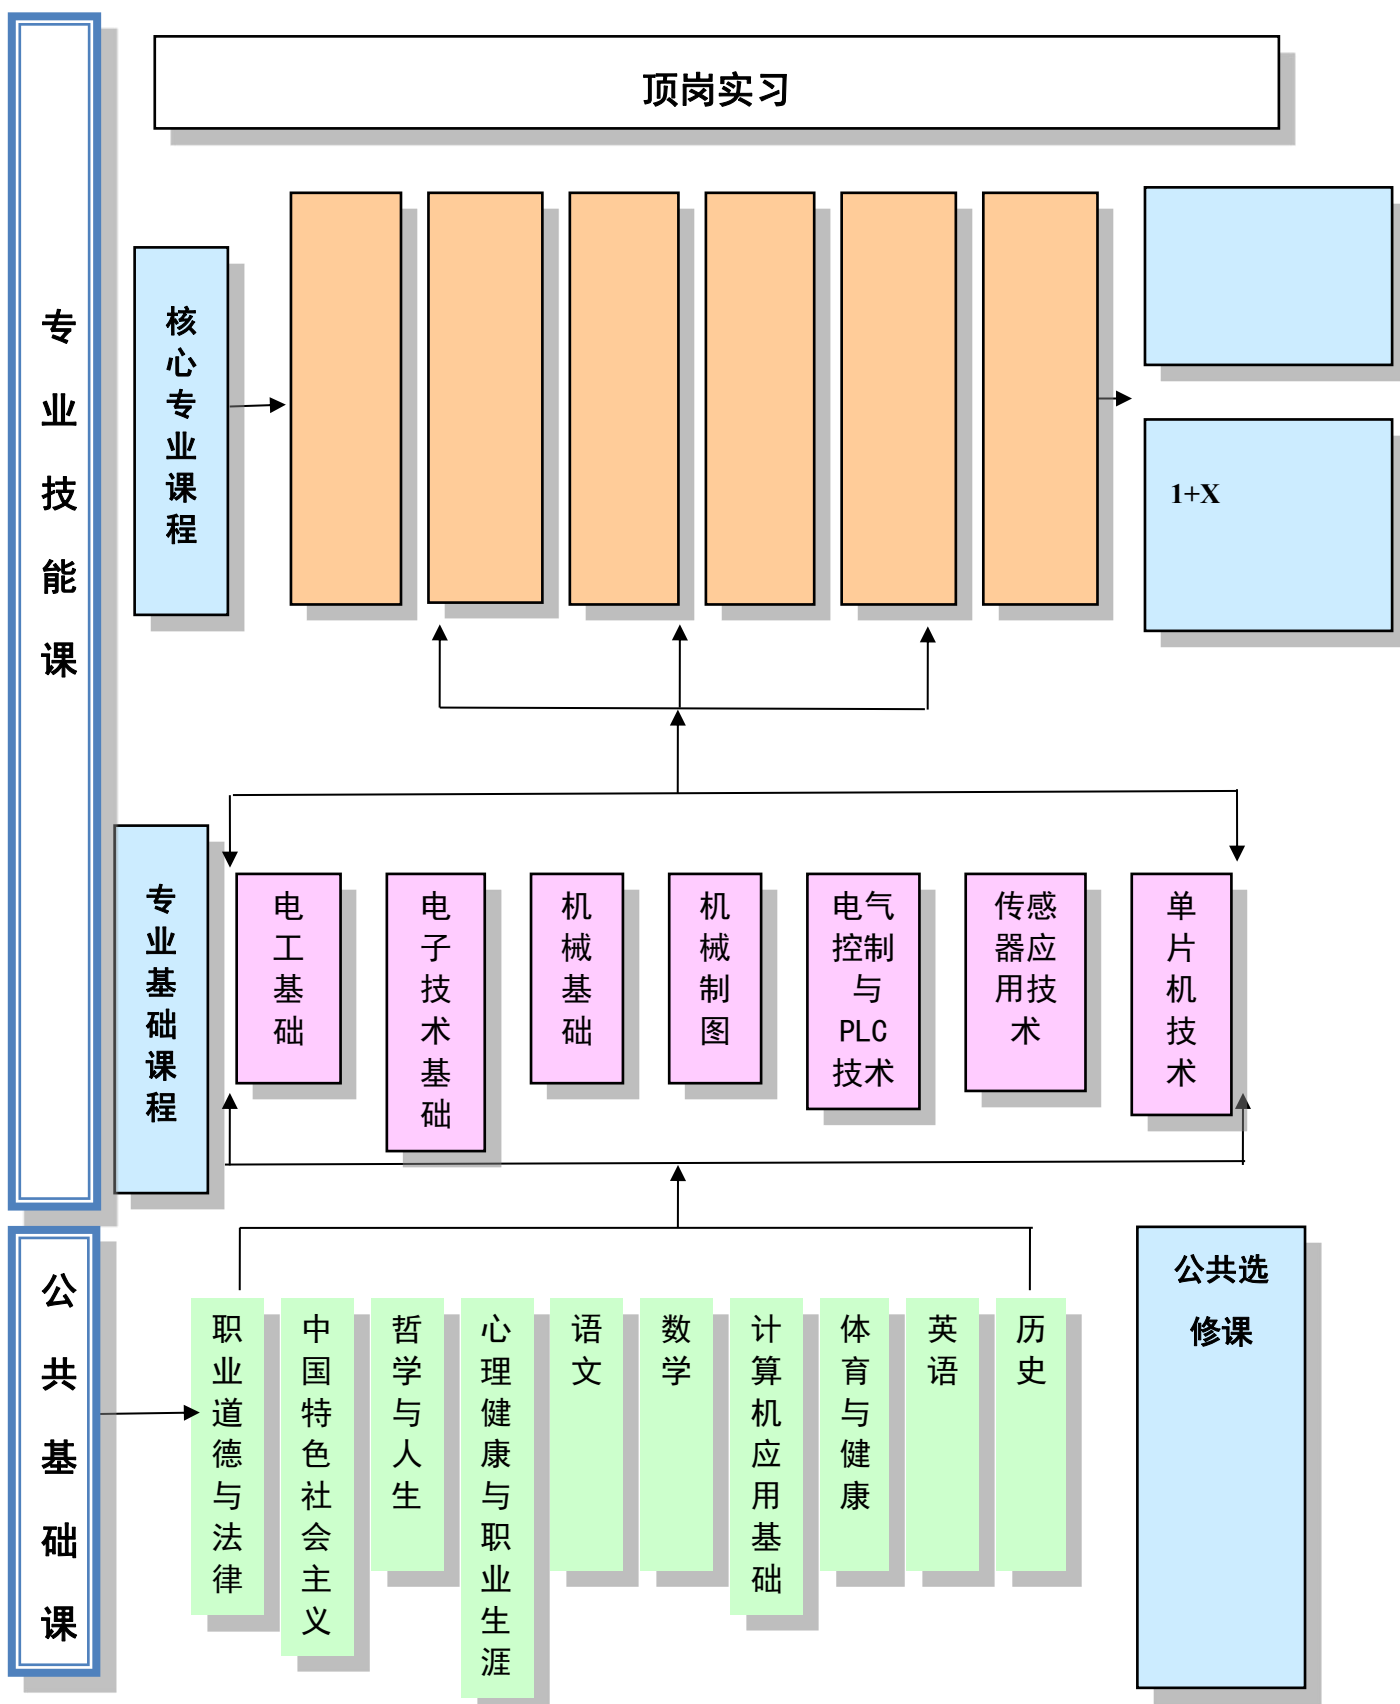 顶岗实习
专业技能课
核心专业课程
1+X
专业基础课程
电工基础
电子技术基础
机械基础
机械制图
电气
控制
与
PLC
技术
传感
器应
用技
术
单片机技术
公共基础课
职业道德与法律
中国特色社会主义
哲学与人生
心理健康与职业生涯
语文
数学
计算机应用基础
体育与健康
英语
历史
公共选
修课